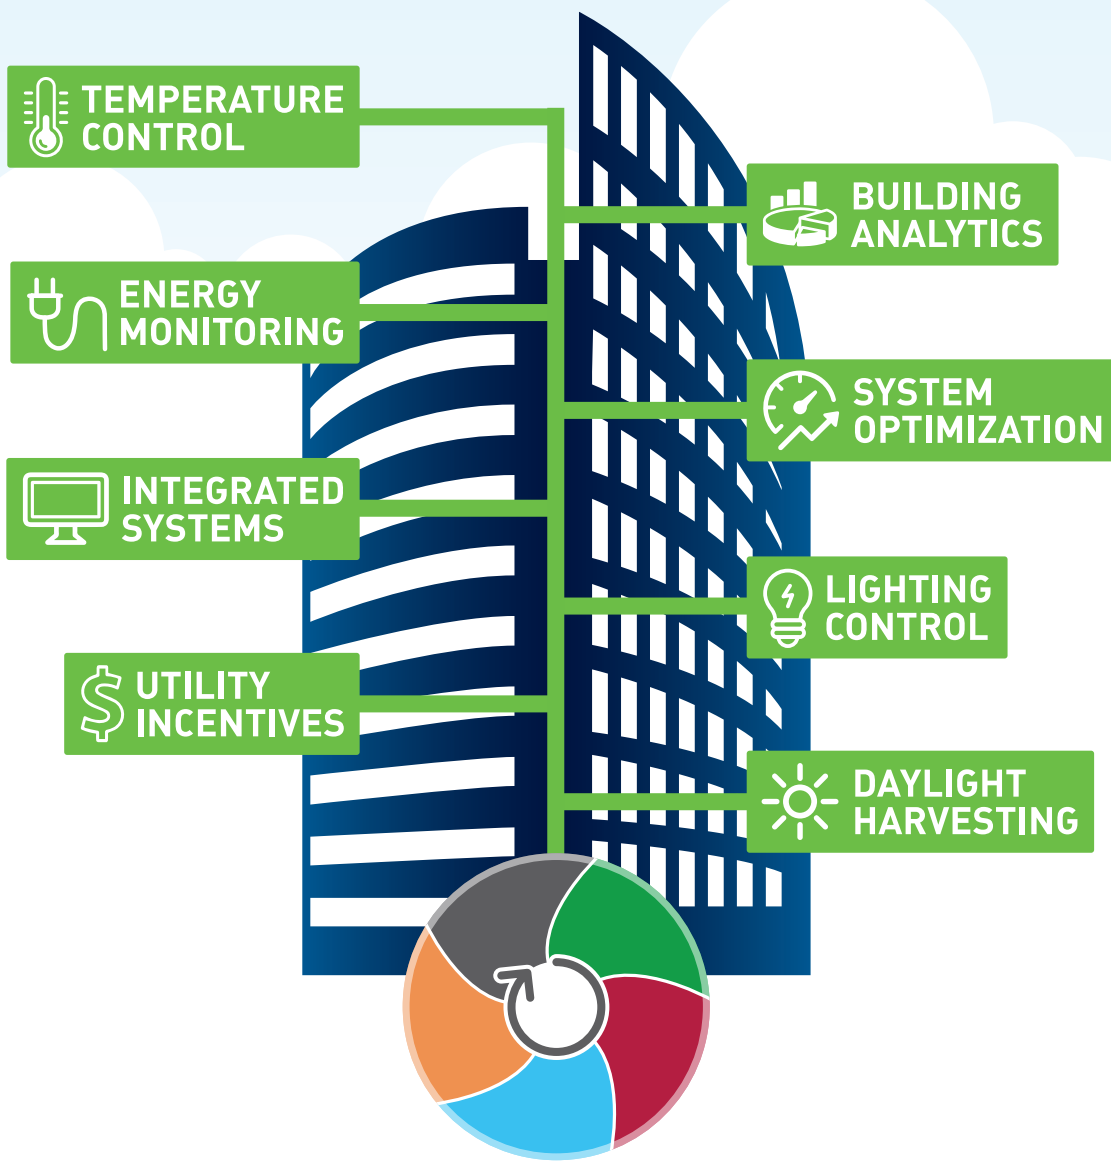 TEMPERATURE
CONTROL
BUILDING
ANALYTICS
ENERGY
MONITORING
SYSTEM
OPTIMIZATION
INTEGRATED
SYSTEMS
LIGHTING
CONTROL
$ UTILITY
INCENTIVES
DAYLIGHT
HARVESTING